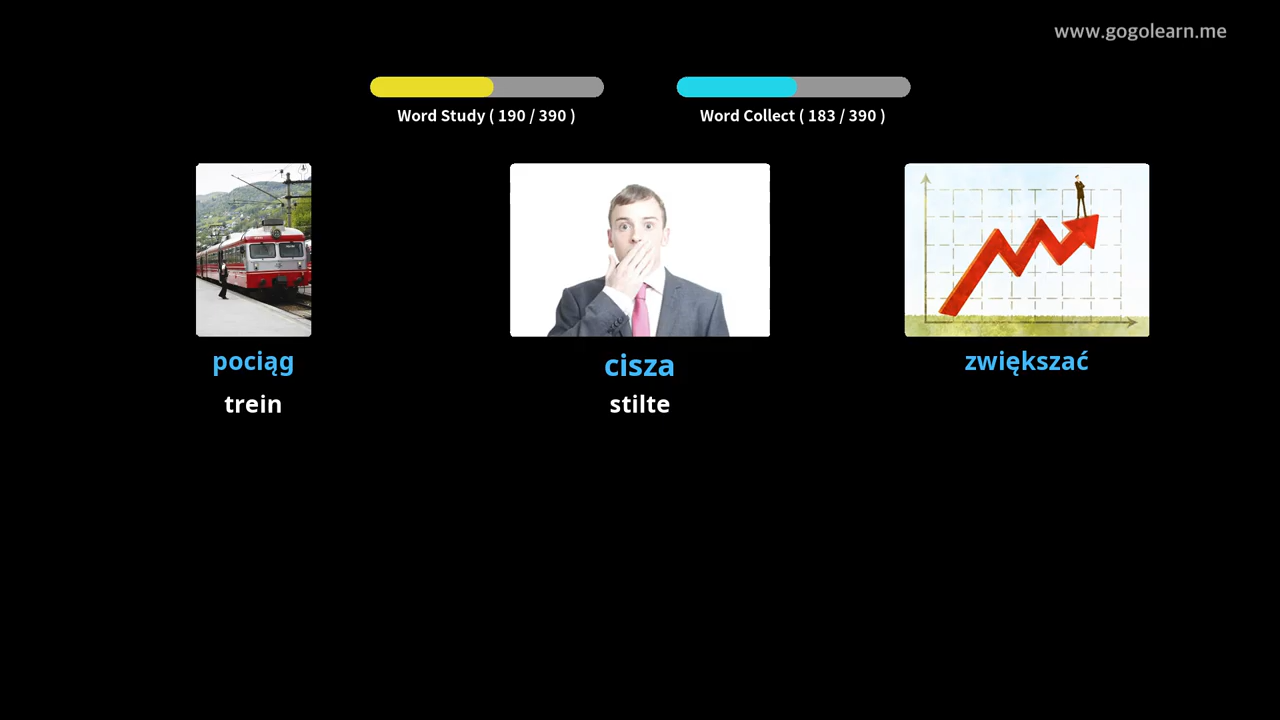 www.gogolearn.me
Word Study ( 190 / 390 )
Word Collect ( 183 / 390 )
pociąg
cisza
zwiększać
trein
stilte